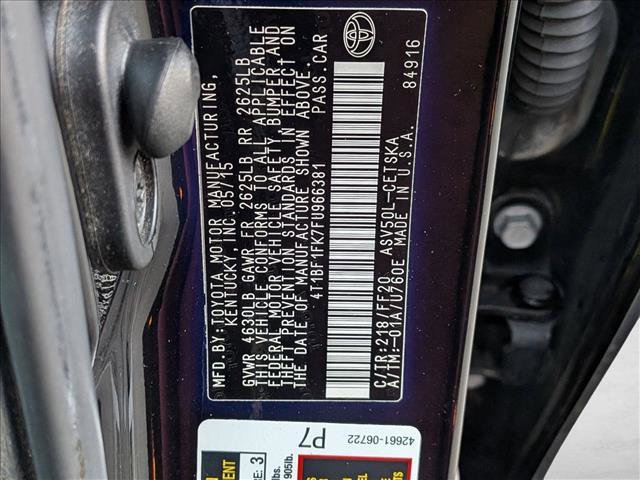 MFD.BY:TOYOTA MOTOR MANUFACTURING,
KENTUCKY, INC. 05/15
GVWR 4630LB GAWR FR 2625LB RR 2625LB
THIS VEHICLE CONFORMS TO ALL APPLICABLE
FEDERAL MOTOR VEHICLE SAFETY, BUMPER AND
THEFT PREVENTION STANDARDS IN EFFECT ON
THE DATE OF MANUFACTURE SHOWN ABOVE.
4T1BF1FK7FU966381 PASS.CAR
C/TR:218/FF20 ASV50L-CETSKA
A/TM:-01A/U760E MADE IN U.S.A.
84916
42661-06722
P7